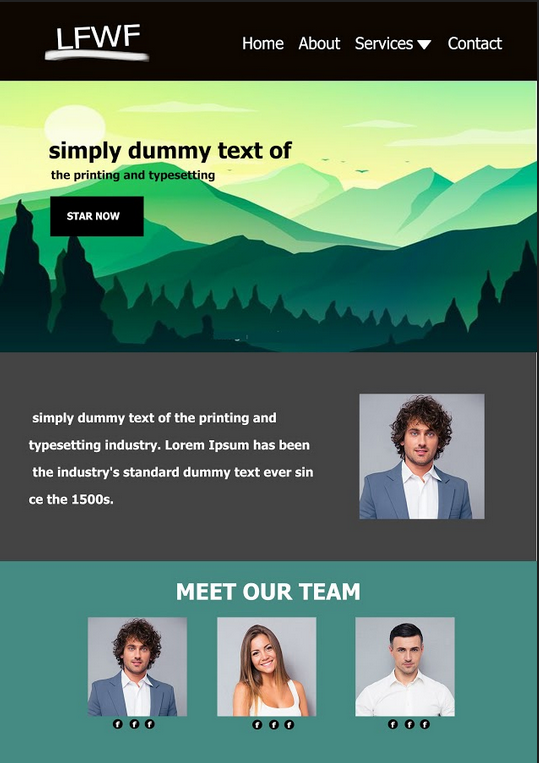 LFWF
Home About Services Contact
simply dummy text of
the printing and typesetting
STAR NOW
simply dummy text of the printing and
typesetting industry. Lorem Ipsum has been
the industry's standard dummy text ever sin
ce the 1500s.
MEET OUR TEAM
f f f f f f f f f